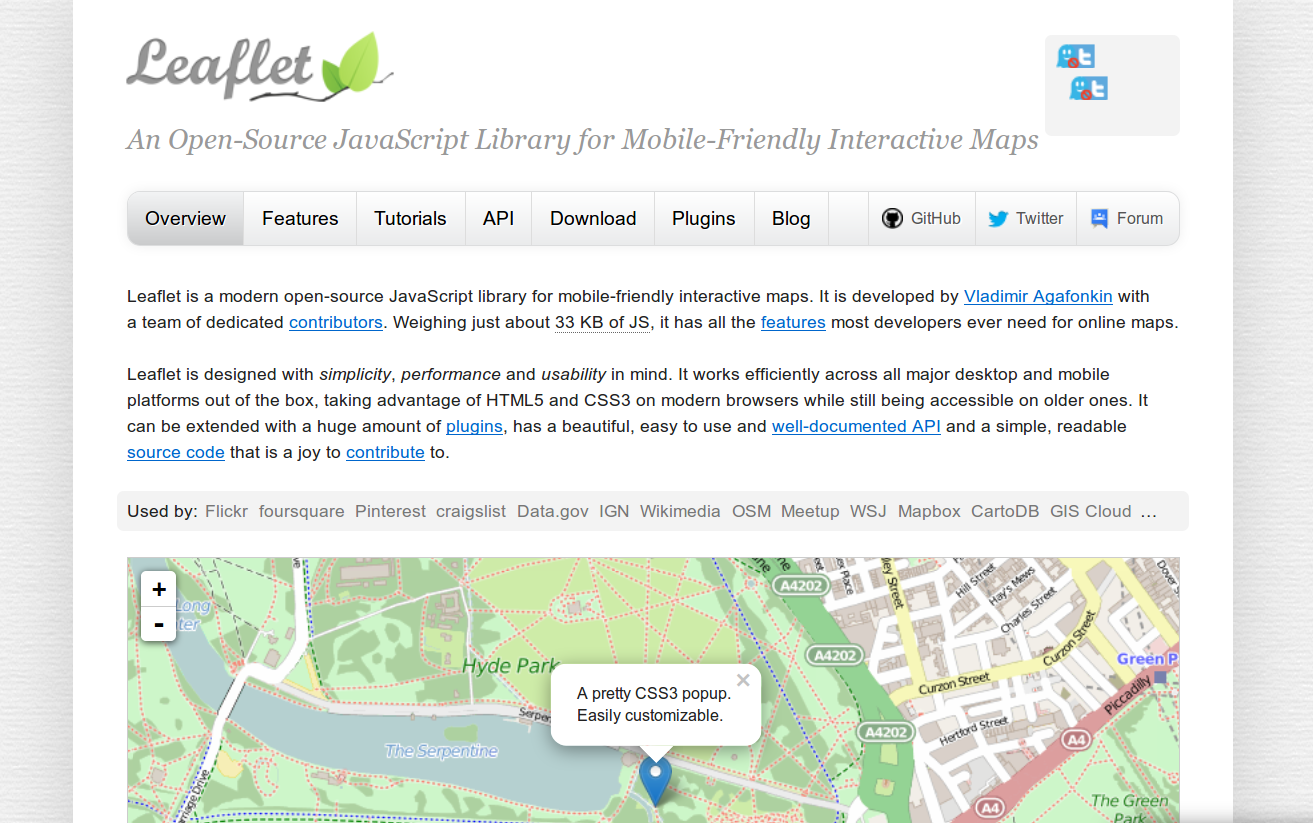 Leaflet
An Open-Source JavaScript Library for Mobile-Friendly Interactive Maps
Overview Features Tutorials API Download Plugins Blog GitHub Twitter Forum
Leaflet is a modern open-source JavaScript library for mobile-friendly interactive maps. It is developed by Vladimir Agafonkin with
a team of dedicated contributors. Weighing just about 33 KB of JS, it has all the features most developers ever need for online maps.
Leaflet is designed with simplicity, performance and usability in mind. It works efficiently across all major desktop and mobile
platforms out of the box, taking advantage of HTML5 and CSS3 on modern browsers while still being accessible on older ones. It
can be extended with a huge amount of plugins, has a beautiful, easy to use and well-documented API and a simple, readable
source code that is a joy to contribute to.
Used by: Flickr foursquare Pinterest craigslist Data.gov IGN Wikimedia OSM Meetup WSJ Mapbox CartoDB GIS Cloud ...
+
-
Long
A4202
Place
Street
Hill Street
Hay's Mews
Charles Street
Dover
Hyde Park
A4202
Curzon Street
Curzon Street
Green P
Piccadilly
A pretty CSS3 popup. ×
Easily customizable.
Serpen
The Serpentine
A4202
Hertford Street
A4
Drive
A4
The Green
Park